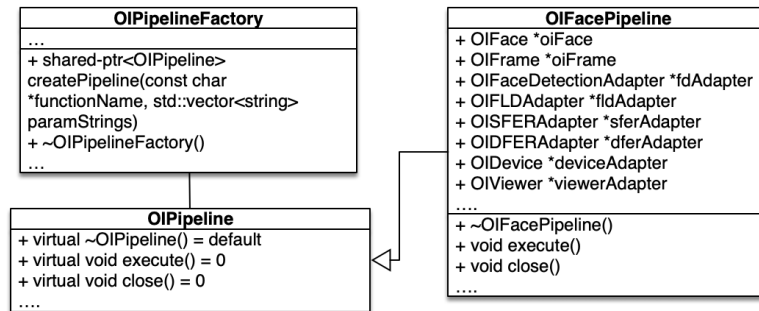 OIPipelineFactory
…
+ shared-ptr<OIPipeline>
createPipeline(const char
*functionName, std::vector<string>
paramStrings)
+ ~OIPipelineFactory()
…
OIPipeline
+ virtual ~OIPipeline() = default
+ virtual void execute() = 0
+ virtual void close() = 0
....
OIFacePipeline
+ OIFace *oiFace
+ OIFrame *oiFrame
+ OIFaceDetectionAdapter *fdAdapter
+ OIFLDAdapter *fldAdapter
+ OISFERAdapter *sferAdapter
+ OIDFERAdapter *dferAdapter
+ OIDevice *deviceAdapter
+ OIViewer *viewerAdapter
....
+ ~OIFacePipeline()
+ void execute()
+ void close()
....